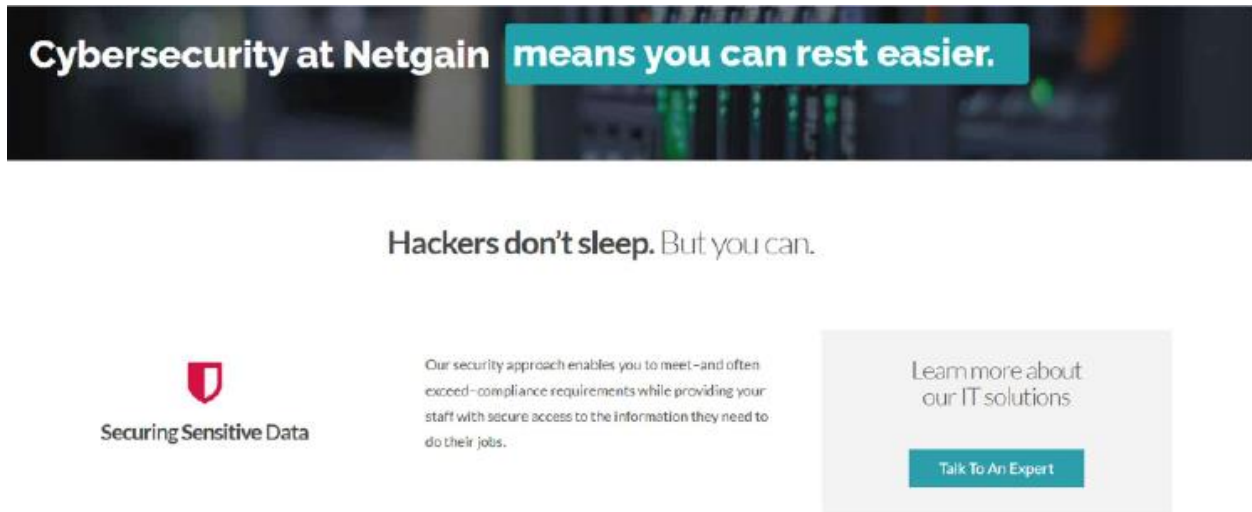 Cybersecurity at Netgain means you can rest easier.
Hackers don't sleep. But you can.
Securing Sensitive Data
Our security approach enables you to meet–and often
exceed–compliance requirements while providing your
staff with secure access to the information they need to
do their jobs.
Learn more about
our IT solutions
Talk To An Expert